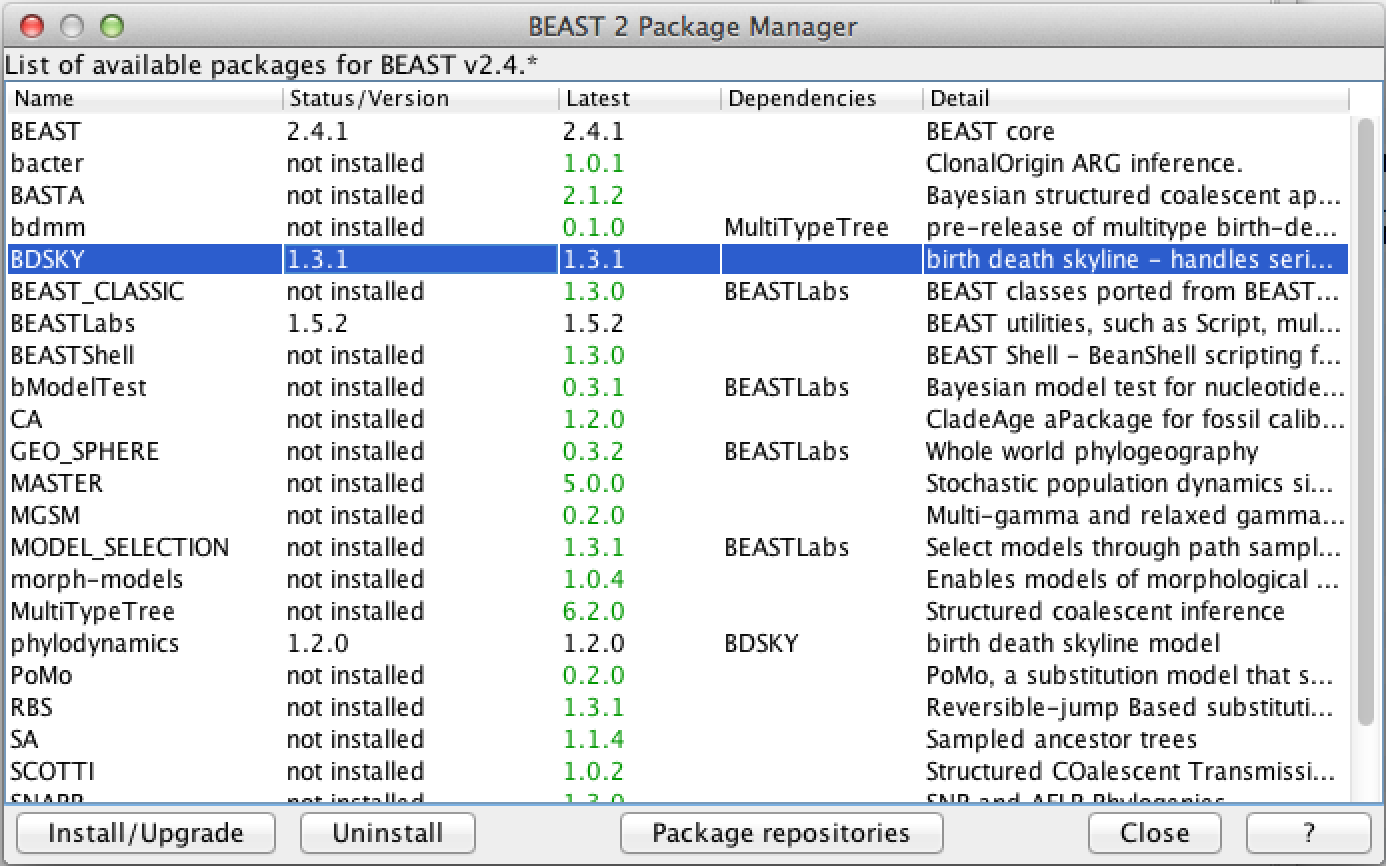 BEAST 2 Package Manager
List of available packages for BEAST v2.4.*
Name Status/Version Latest Dependencies Detail
BEAST 2.4.1 2.4.1 BEAST core
bacter not installed 1.0.1 ClonalOrigin ARG inference.
BASTA not installed 2.1.2 Bayesian structured coalescent ap...
bdmm not installed 0.1.0 MultiTypeTree pre-release of multitype birth-de...
BDSKY 1.3.1 1.3.1 birth death skyline - handles seri...
BEAST_CLASSIC not installed 1.3.0 BEASTLabs BEAST classes ported from BEAST...
BEASTLabs 1.5.2 1.5.2 BEAST utilities, such as Script, mul...
BEASTShell not installed 1.3.0 BEAST Shell - BeanShell scripting f...
bModelTest not installed 0.3.1 BEASTLabs Bayesian model test for nucleotide...
CA not installed 1.2.0 CladeAge aPackage for fossil calib...
GEO_SPHERE not installed 0.3.2 BEASTLabs Whole world phylogeography
MASTER not installed 5.0.0 Stochastic population dynamics si...
MGSM not installed 0.2.0 Multi-gamma and relaxed gamma...
MODEL_SELECTION not installed 1.3.1 BEASTLabs Select models through path sampl...
morph-models not installed 1.0.4 Enables models of morphological ...
MultiTypeTree not installed 6.2.0 Structured coalescent inference
phylodynamics 1.2.0 1.2.0 BDSKY birth death skyline model
PoMo not installed 0.2.0 PoMo, a substitution model that s...
RBS not installed 1.3.1 Reversible-jump Based substituti...
SA not installed 1.1.4 Sampled ancestor trees
SCOTTI not installed 1.0.2 Structured COalescent Transmissi...
SNAPP not installed 1.3.0 SNP and AFLP Phylogenies
Install/Upgrade Uninstall Package repositories Close ?